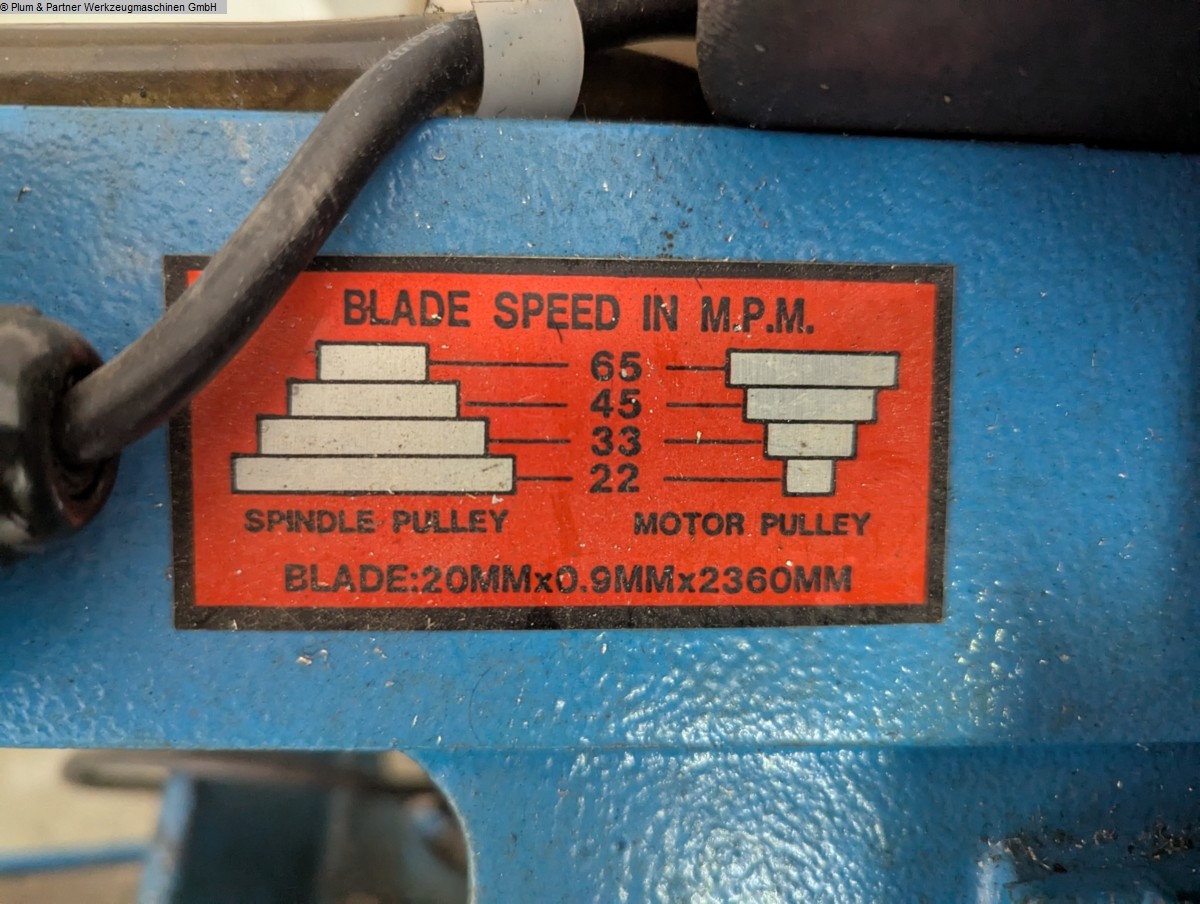 © Plum & Partner Werkzeugmaschinen GmbH
BLADE SPEED IN M.P.M.
65
45
33
22
SPINDLE PULLEY MOTOR PULLEY
BLADE:20MMx0.9MMx2360MM